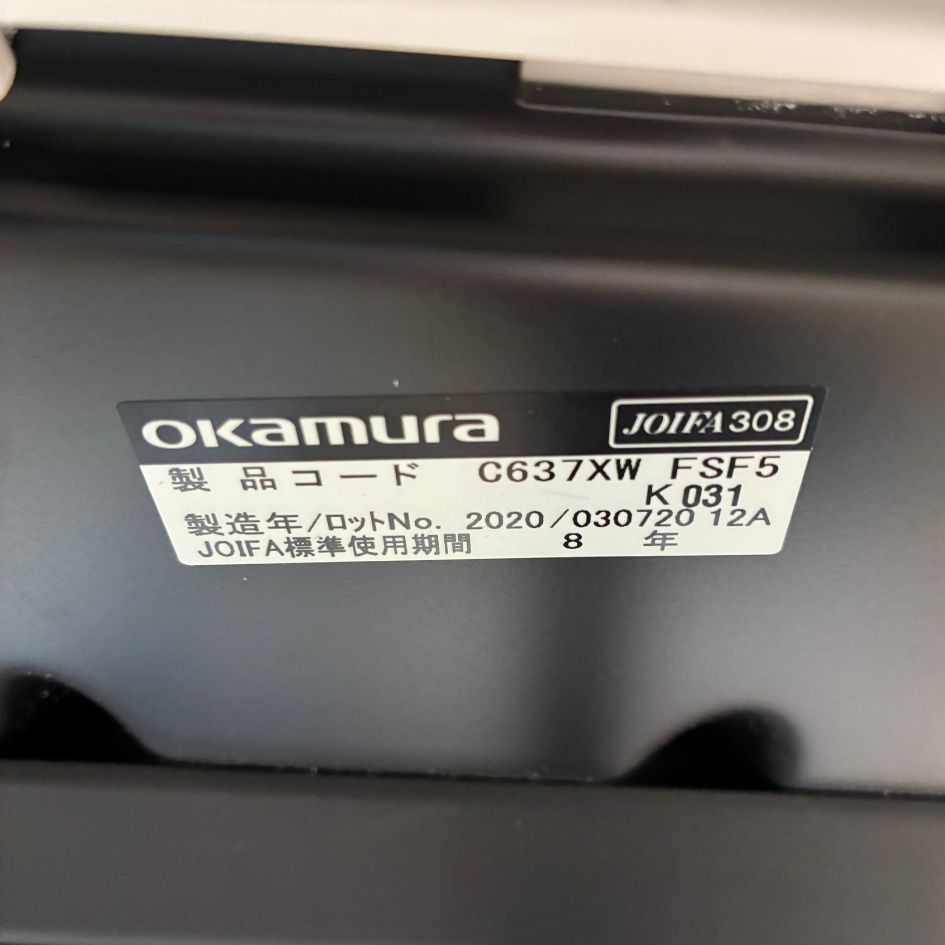 okamura JOIFA308
製品コード C637XW FSF5
K 031
製造年/ロットNo. 2020/030720 12A
JOIFA標準使用期間 8 年